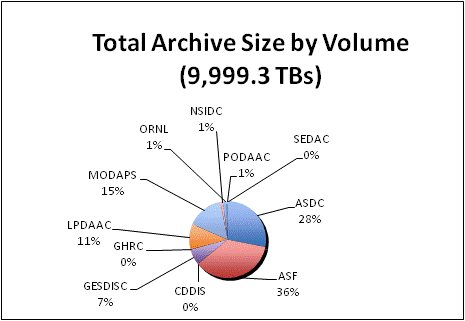 Total Archive Size by Volume
(9,999.3 TBs)
NSIDC
1%
ORNL
1%
PODAAC
1%
SEDAC
0%
MODAPS
15%
ASDC
28%
LPDAAC
11%
GHRC
0%
GESDISC
7%
CDDIS
0%
ASF
36%